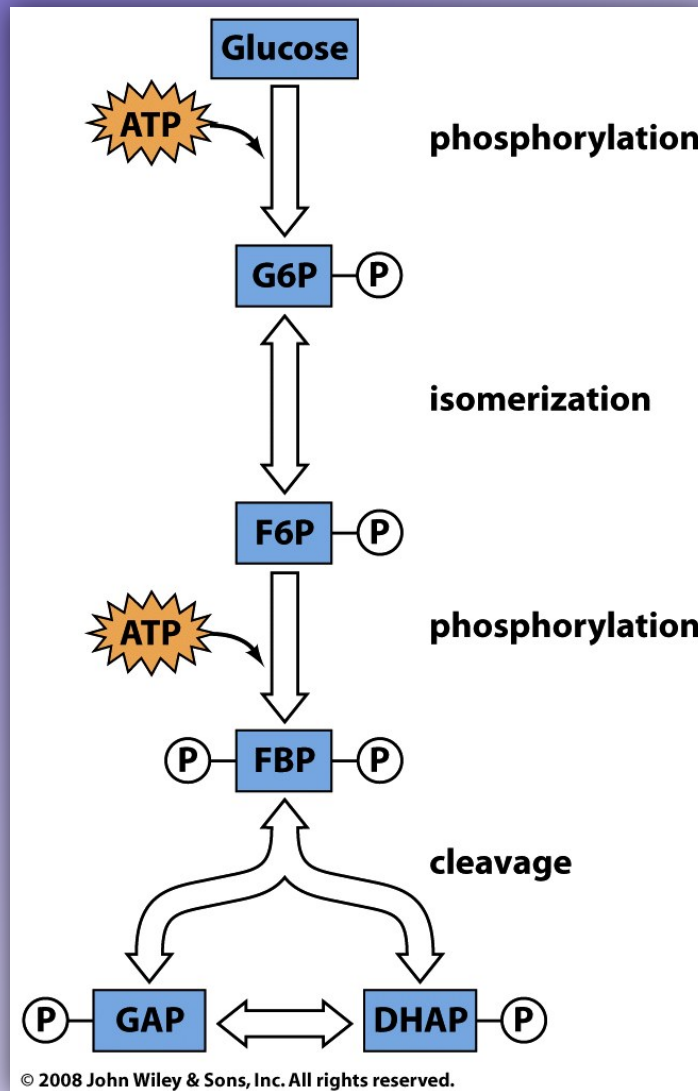 Glucose
ATP
phosphorylation
G6P P
isomerization
F6P P
ATP
phosphorylation
P FBP P
cleavage
P GAP DHAP P
© 2008 John Wiley & Sons, Inc. All rights reserved.